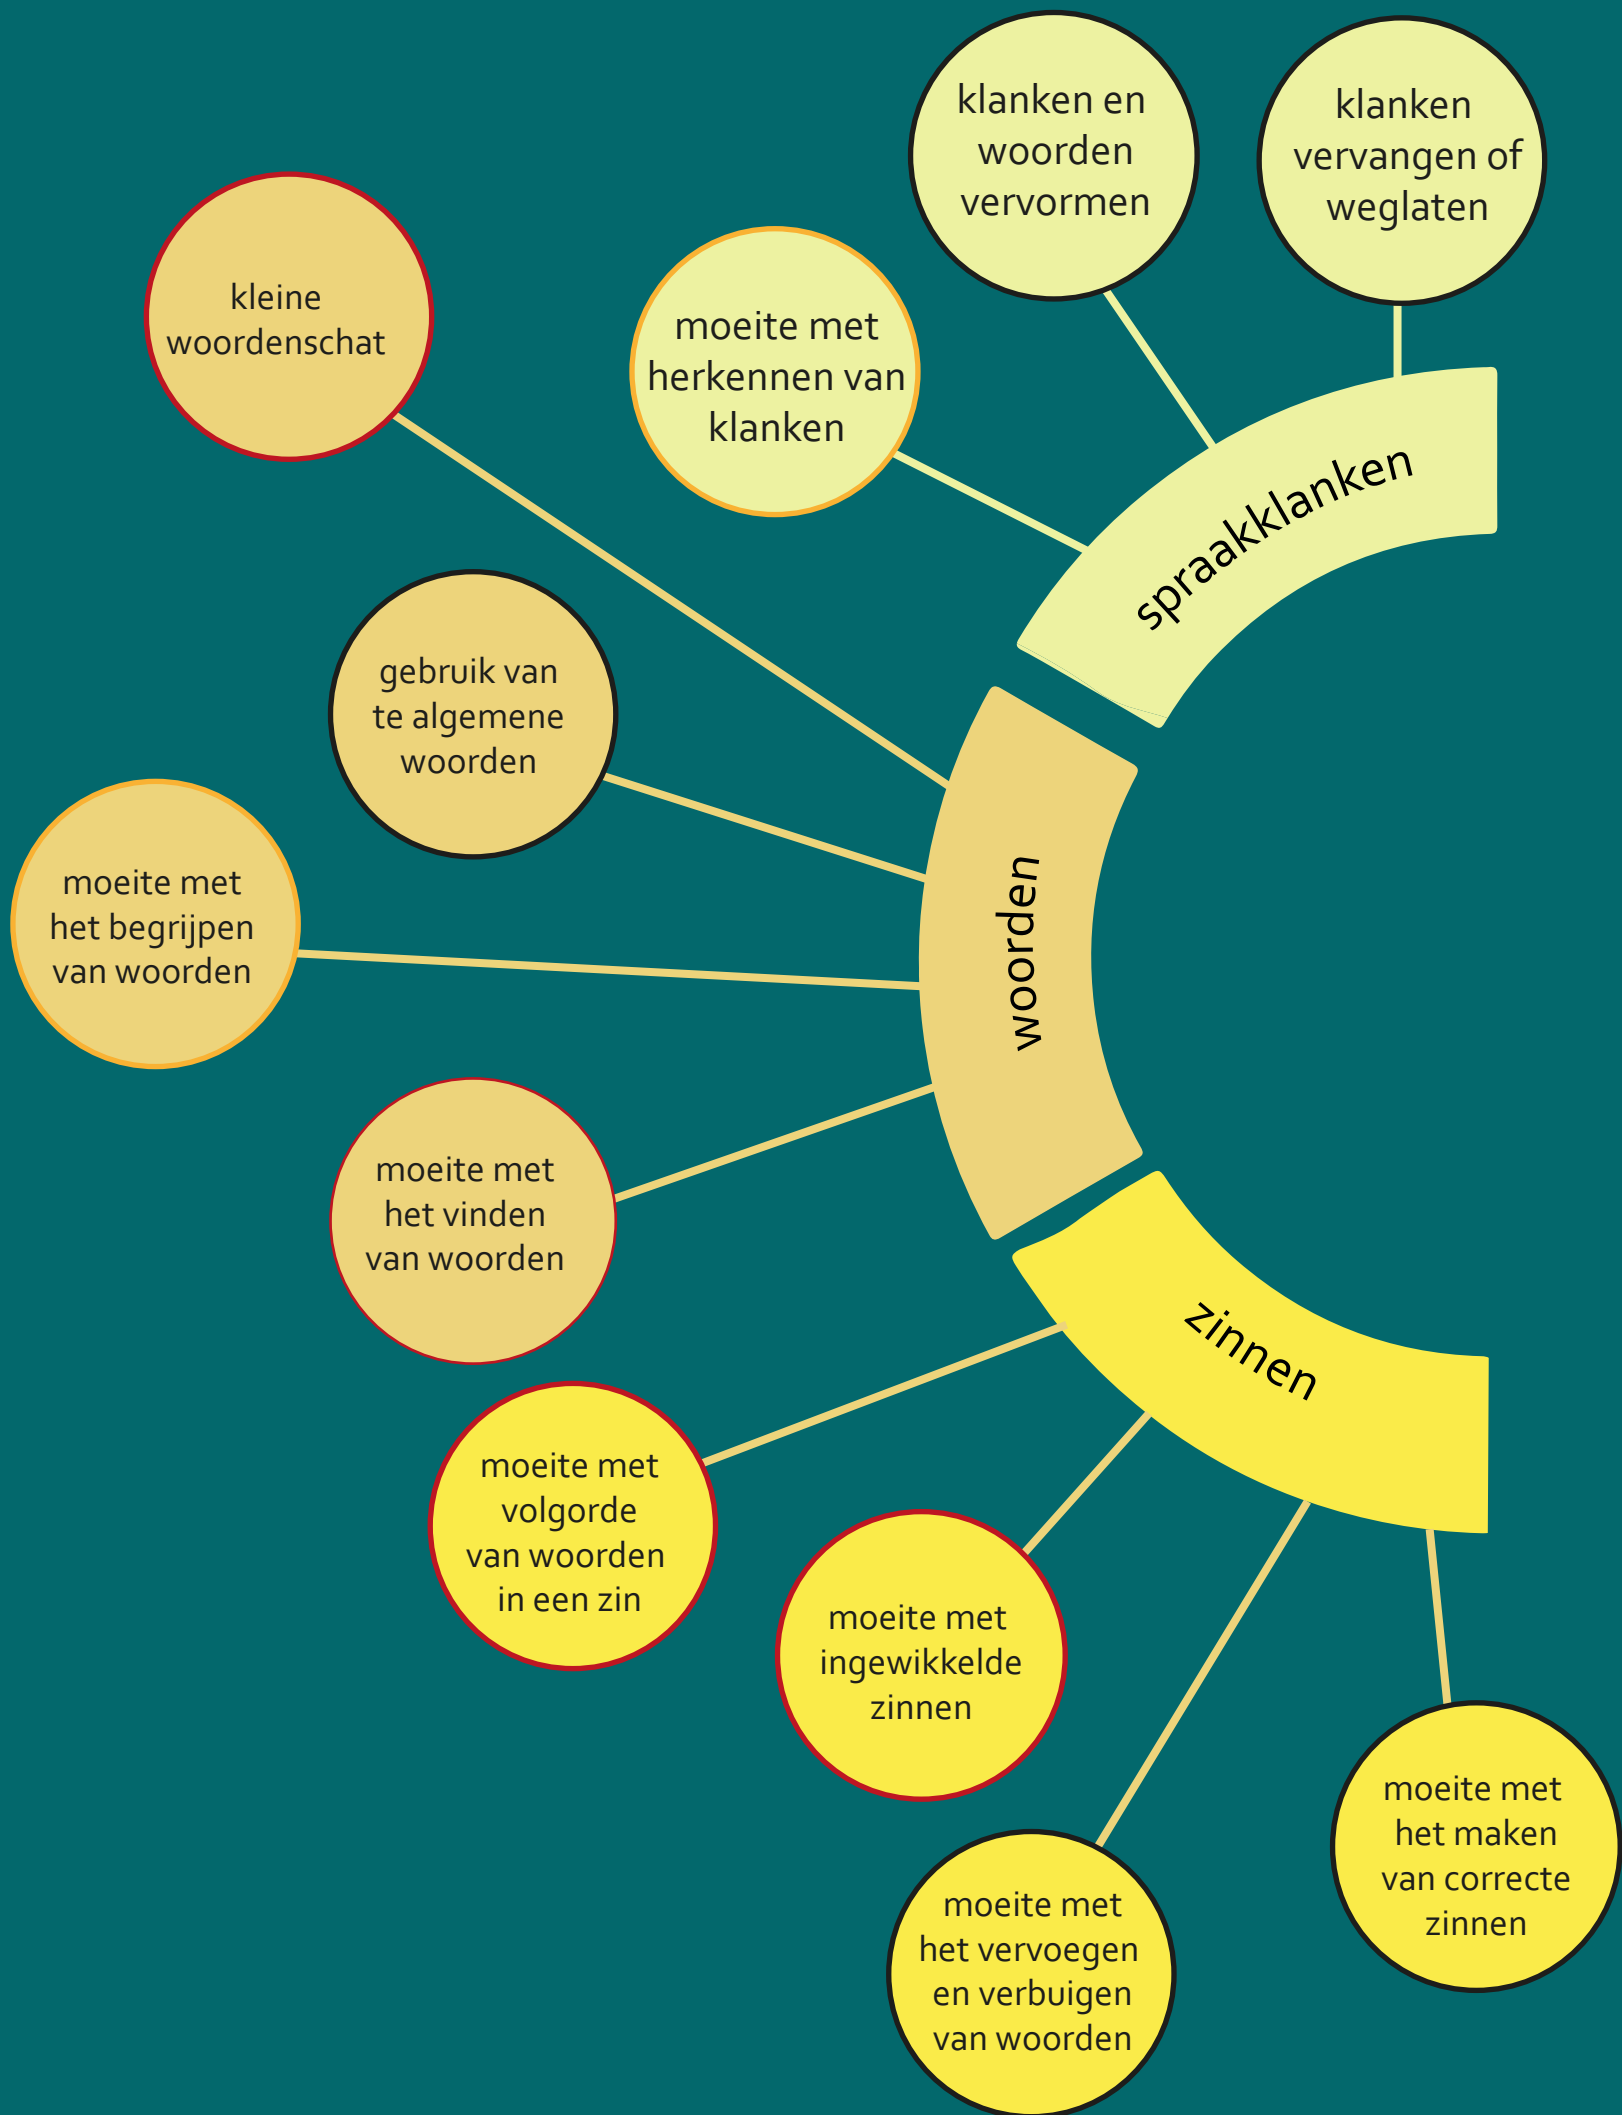 klanken en
woorden
vervormen
klanken
vervangen of
weglaten
moeite met
herkennen van
klanken
spraakklanken
kleine
woordenschat
gebruik van
te algemene
woorden
moeite met
het begrijpen
van woorden
moeite met
het vinden
van woorden
woorden
zinnen
moeite met
volgorde
van woorden
in een zin
moeite met
ingewikkelde
zinnen
moeite met
het vervoegen
en verbuigen
van woorden
moeite met
het maken
van correcte
zinnen